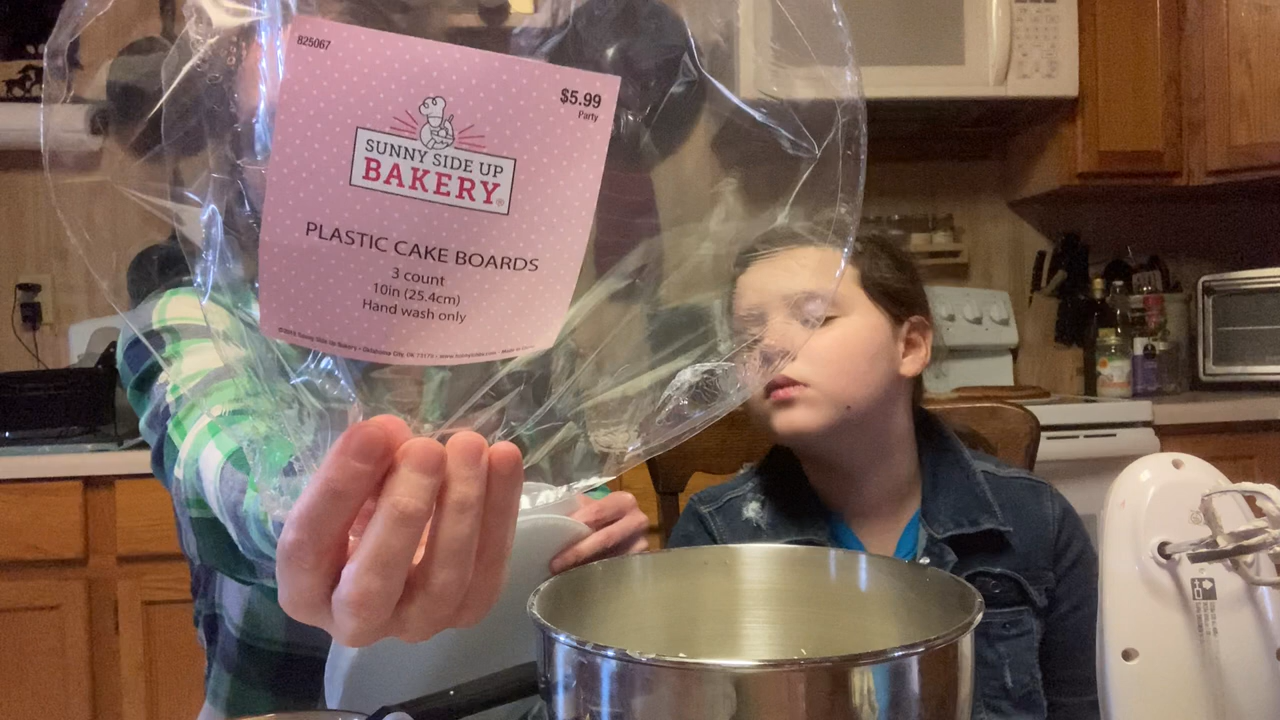 825067
$5.99
Party
SUNNY SIDE UP
BAKERY®
PLASTIC CAKE BOARDS
3 count
10in (25.4cm)
Hand wash only